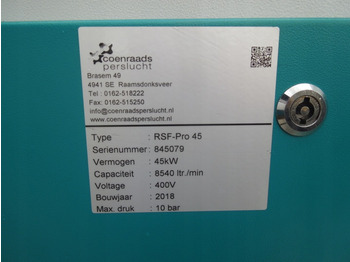 coenraads
perslucht
Brasem 49
4941 SE Raamsdonksveer
Tel : 0162-518222
Fax: 0162-515250
info@coenraadsperslucht.nl
www.coenraadsperslucht.nl
Type : RSF-Pro 45
Serienummer : 845079
Vermogen : 45kW
Capaciteit : 8540 ltr./min
Voltage : 400V
Bouwjaar : 2018
Max. druk : 10 bar